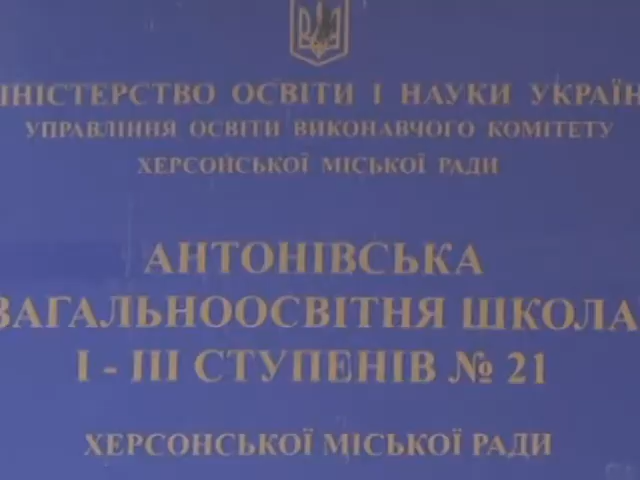 ІНІСТЕРСТВО ОСВІТИ І НАУКИ УКРАЇН
УПРАВЛІННЯ ОСВІТИ ВИКОНАВЧОГО КОМІТЕТУ
ХЕРСОНСЬКОЇ МІСЬКОЇ РАДИ
АНТОНІВСЬКА
ЗАГАЛЬНООСВІТНЯ ШКОЛА
І - ІІІ СТУПЕНІВ № 21
ХЕРСОНСЬКОЇ МІСЬКОЇ РАДИ